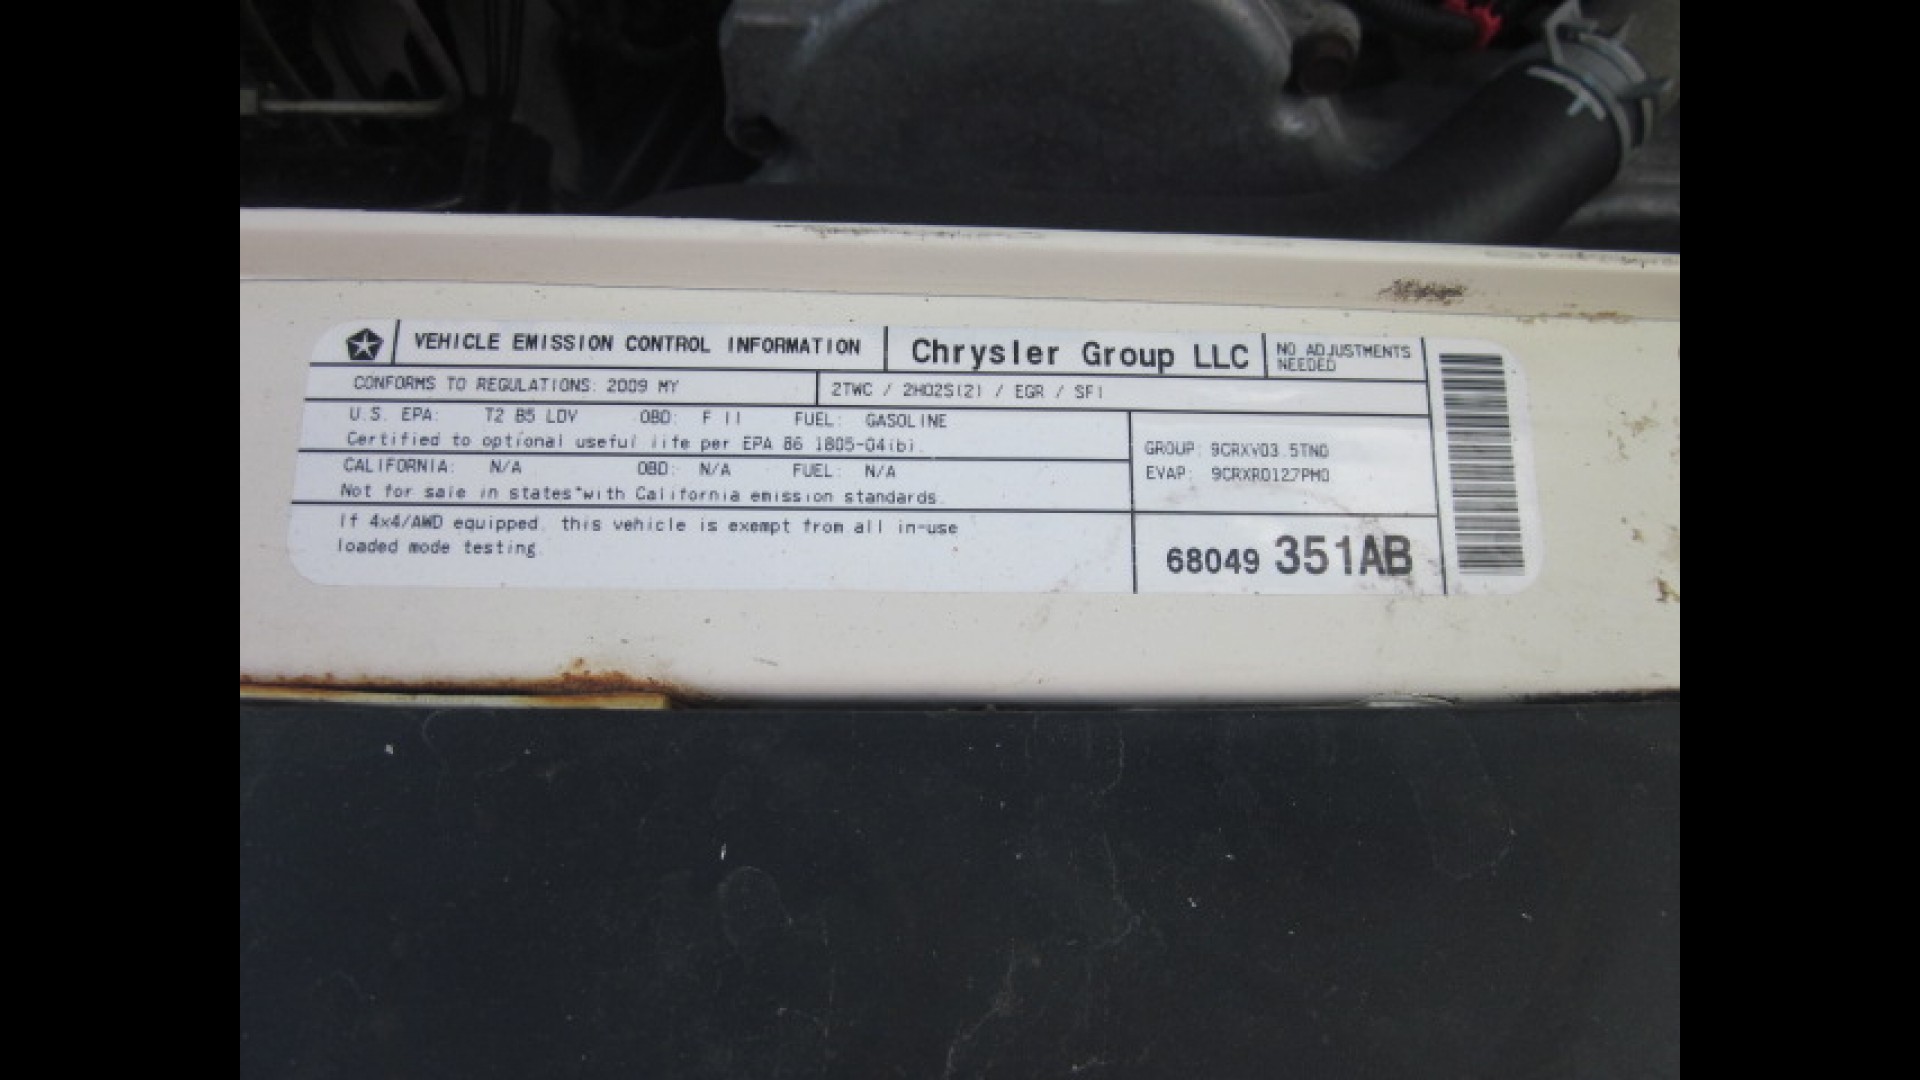 VEHICLE EMISSION CONTROL INFORMATION
Chrysler Group LLC
NO ADJUSTMENTS
NEEDED
CONFORMS TO REGULATIONS: 2009 MY
2TWC / 2HO2S(2) / EGR / SFI
U.S. EPA: T2 B5 LDV OBD: F II FUEL: GASOLINE
Certified to optional useful life per EPA 86 1805-04(b).
CALIFORNIA: N/A OBD: N/A FUEL: N/A
Not for sale in states with California emission standards.
If 4x4/AWD equipped, this vehicle is exempt from all in-use
loaded mode testing.
GROUP: 9CRXV03.5TN0
EVAP: 9CRXR0127PM0
68049 351AB